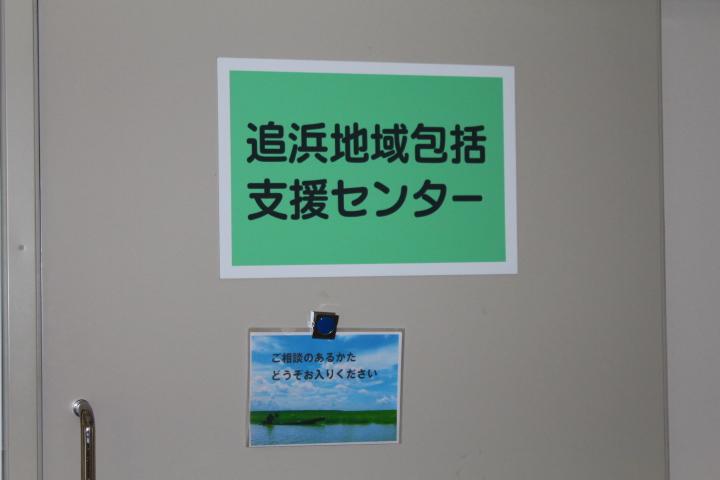 追浜地域包括
支援センター
ご相談のあるかた
どうぞお入りください